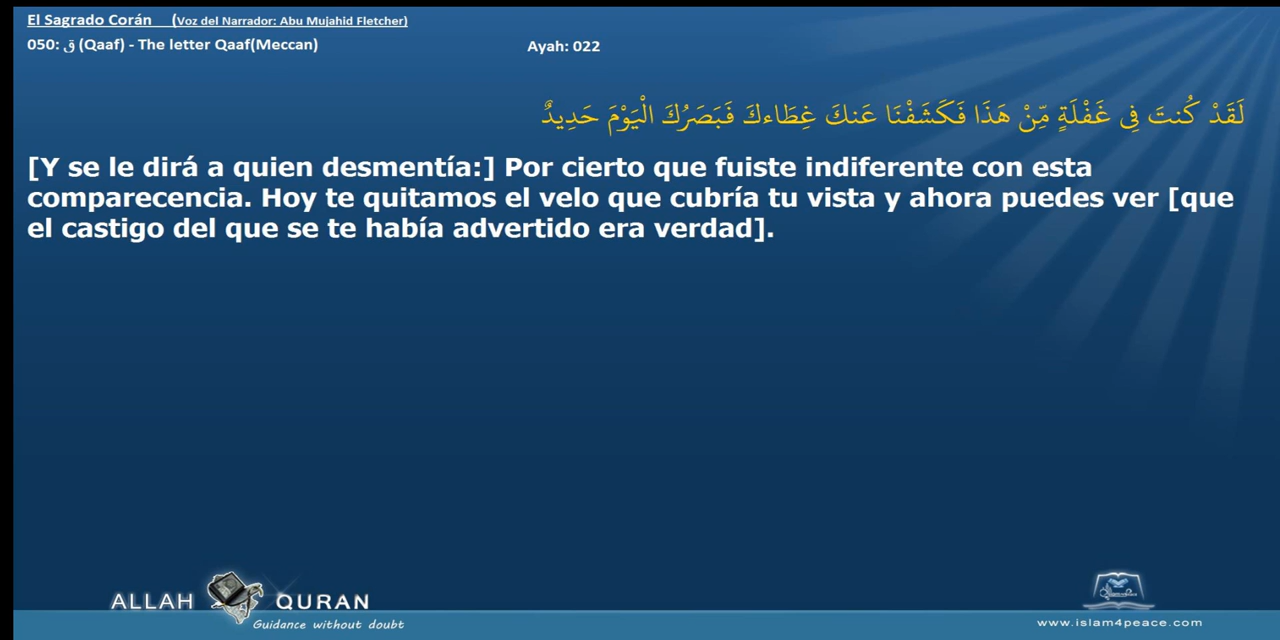 El Sagrado Corán (Voz del Narrador: Abu Mujahid Fletcher)
050: ق (Qaaf) - The letter Qaaf(Meccan) Ayah: 022
لَقَدْ كُنتَ فِي غَفْلَةٍ مِّنْ هَذَا فَكَشَفْنَا عَنكَ غِطَاءكَ فَبَصَرُكَ الْيَوْمَ حَدِيدٌ
[Y se le dirá a quien desmentía:] Por cierto que fuiste indiferente con esta
comparecencia. Hoy te quitamos el velo que cubría tu vista y ahora puedes ver [que
el castigo del que se te había advertido era verdad].
ALLAH QURAN
Guidance without doubt
www.islam4peace.com